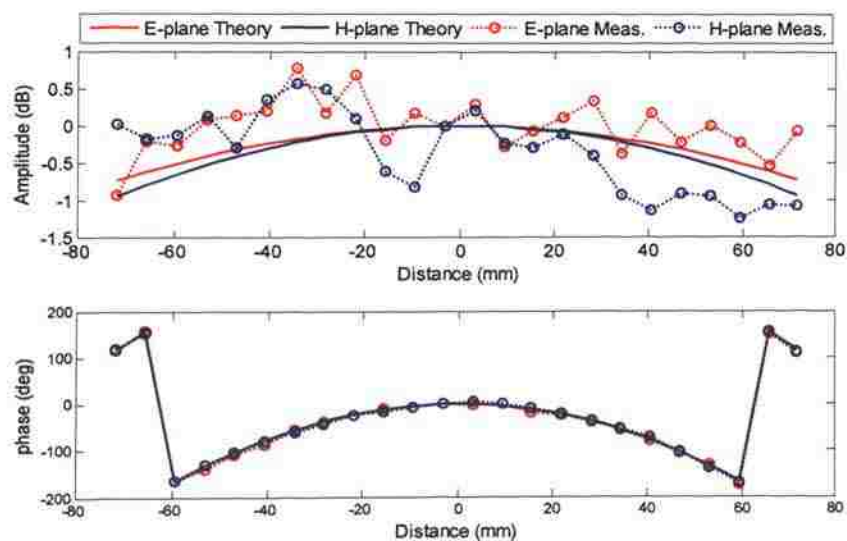 E-plane Theory H-plane Theory E-plane Meas. H-plane Meas.
Amplitude (dB)
1
0.5
0
-0.5
-1
-1.5
-80 -60 -40 -20 0 20 40 60 80
Distance (mm)
phase (deg)
200
100
0
-100
-200
-80 -60 -40 -20 0 20 40 60 80
Distance (mm)